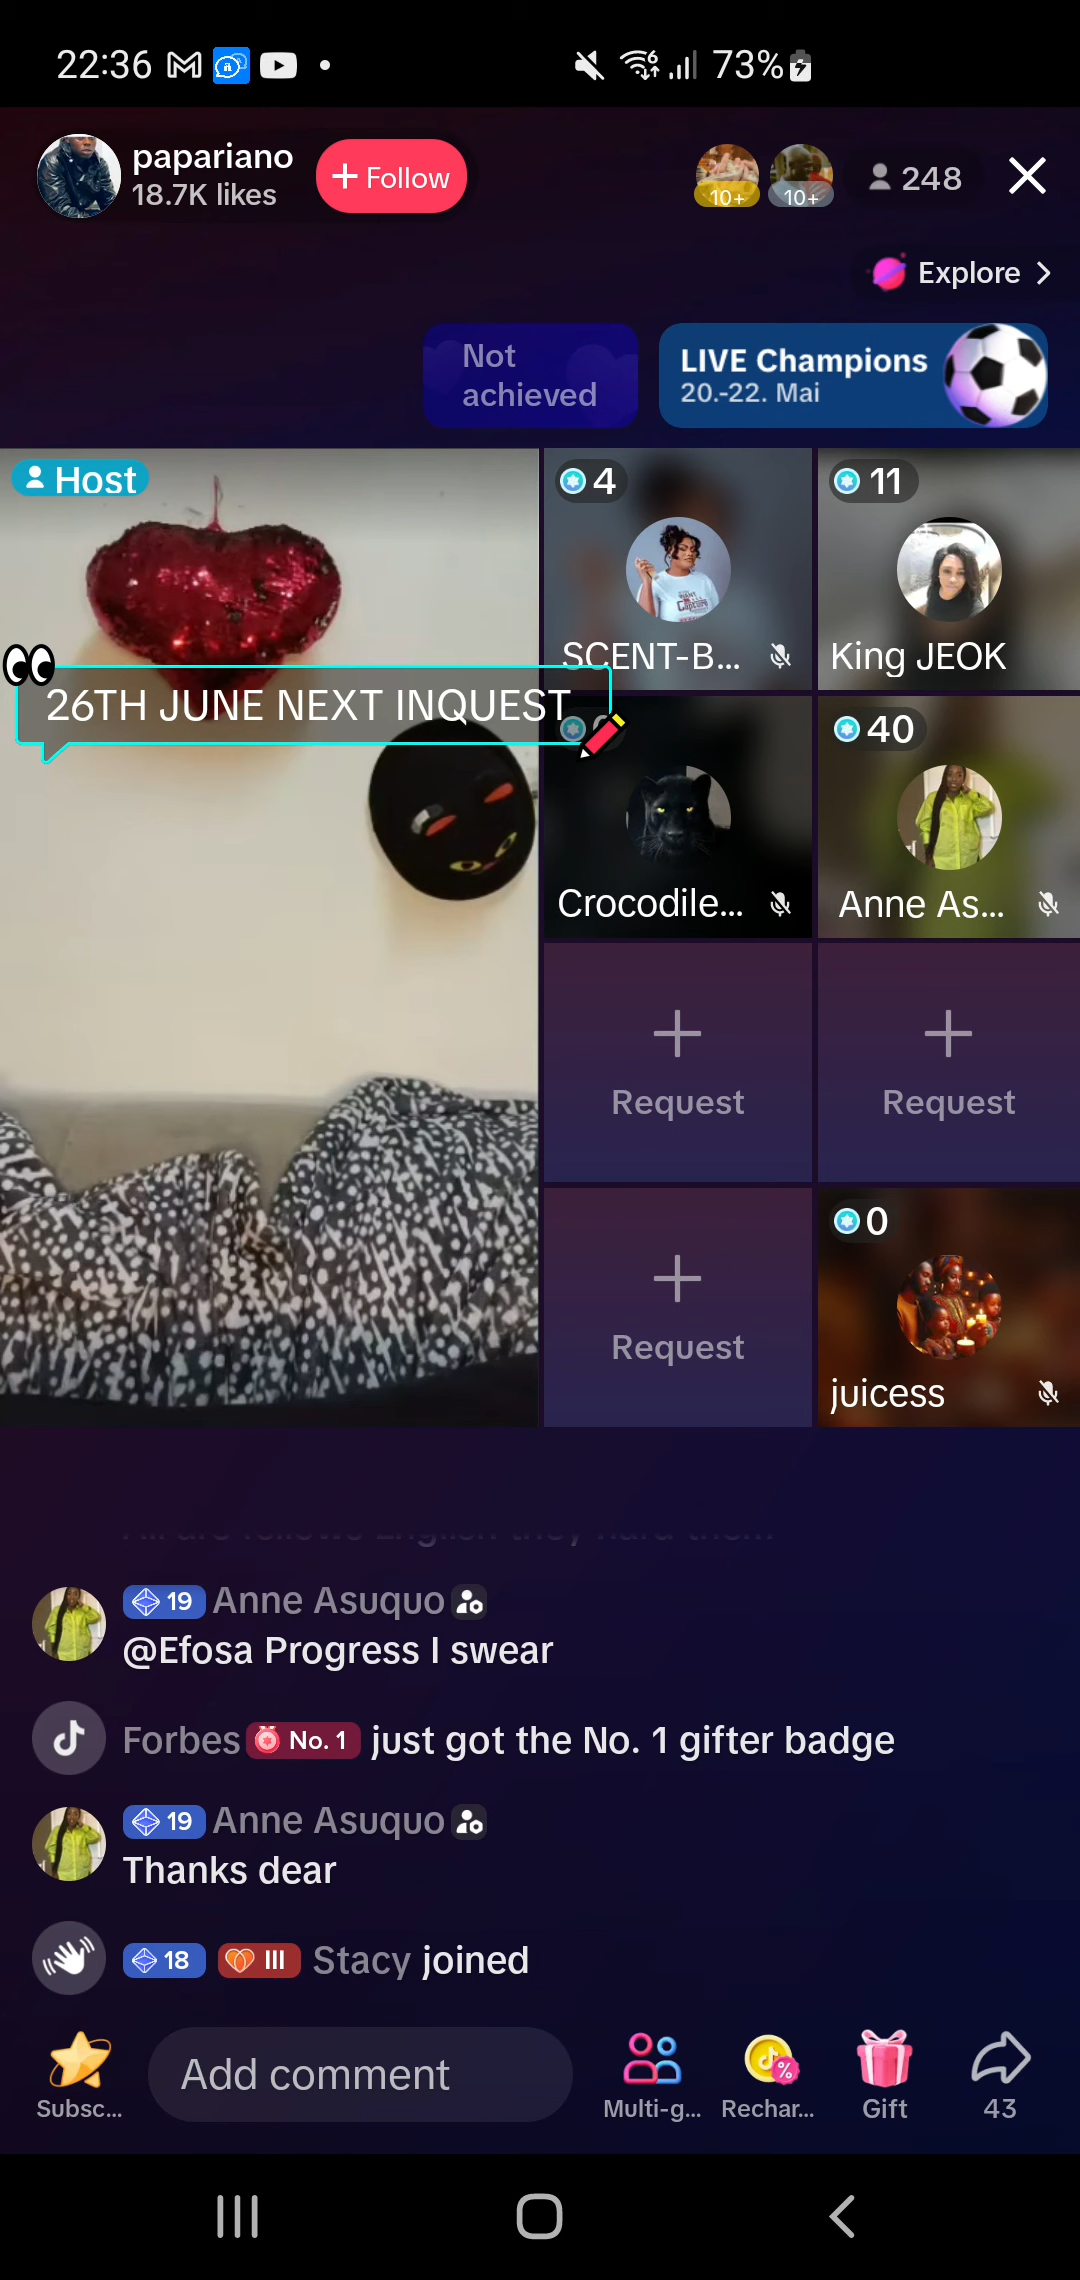 22:36
73%
papariano
18.7K likes
+ Follow
10+
10+
248
Explore
Not
achieved
LIVE Champions
20.-22. Mai
Host
4
11
SCENT-B...
King JEOK
26TH JUNE NEXT INQUEST
40
Crocodile...
Anne As...
Request
Request
0
Request
juicess
19 Anne Asuquo
@Efosa Progress I swear
Forbes No. 1 just got the No. 1 gifter badge
19 Anne Asuquo
Thanks dear
18 III Stacy joined
Add comment
Subsc...
Multi-g...
Rechar...
Gift
43